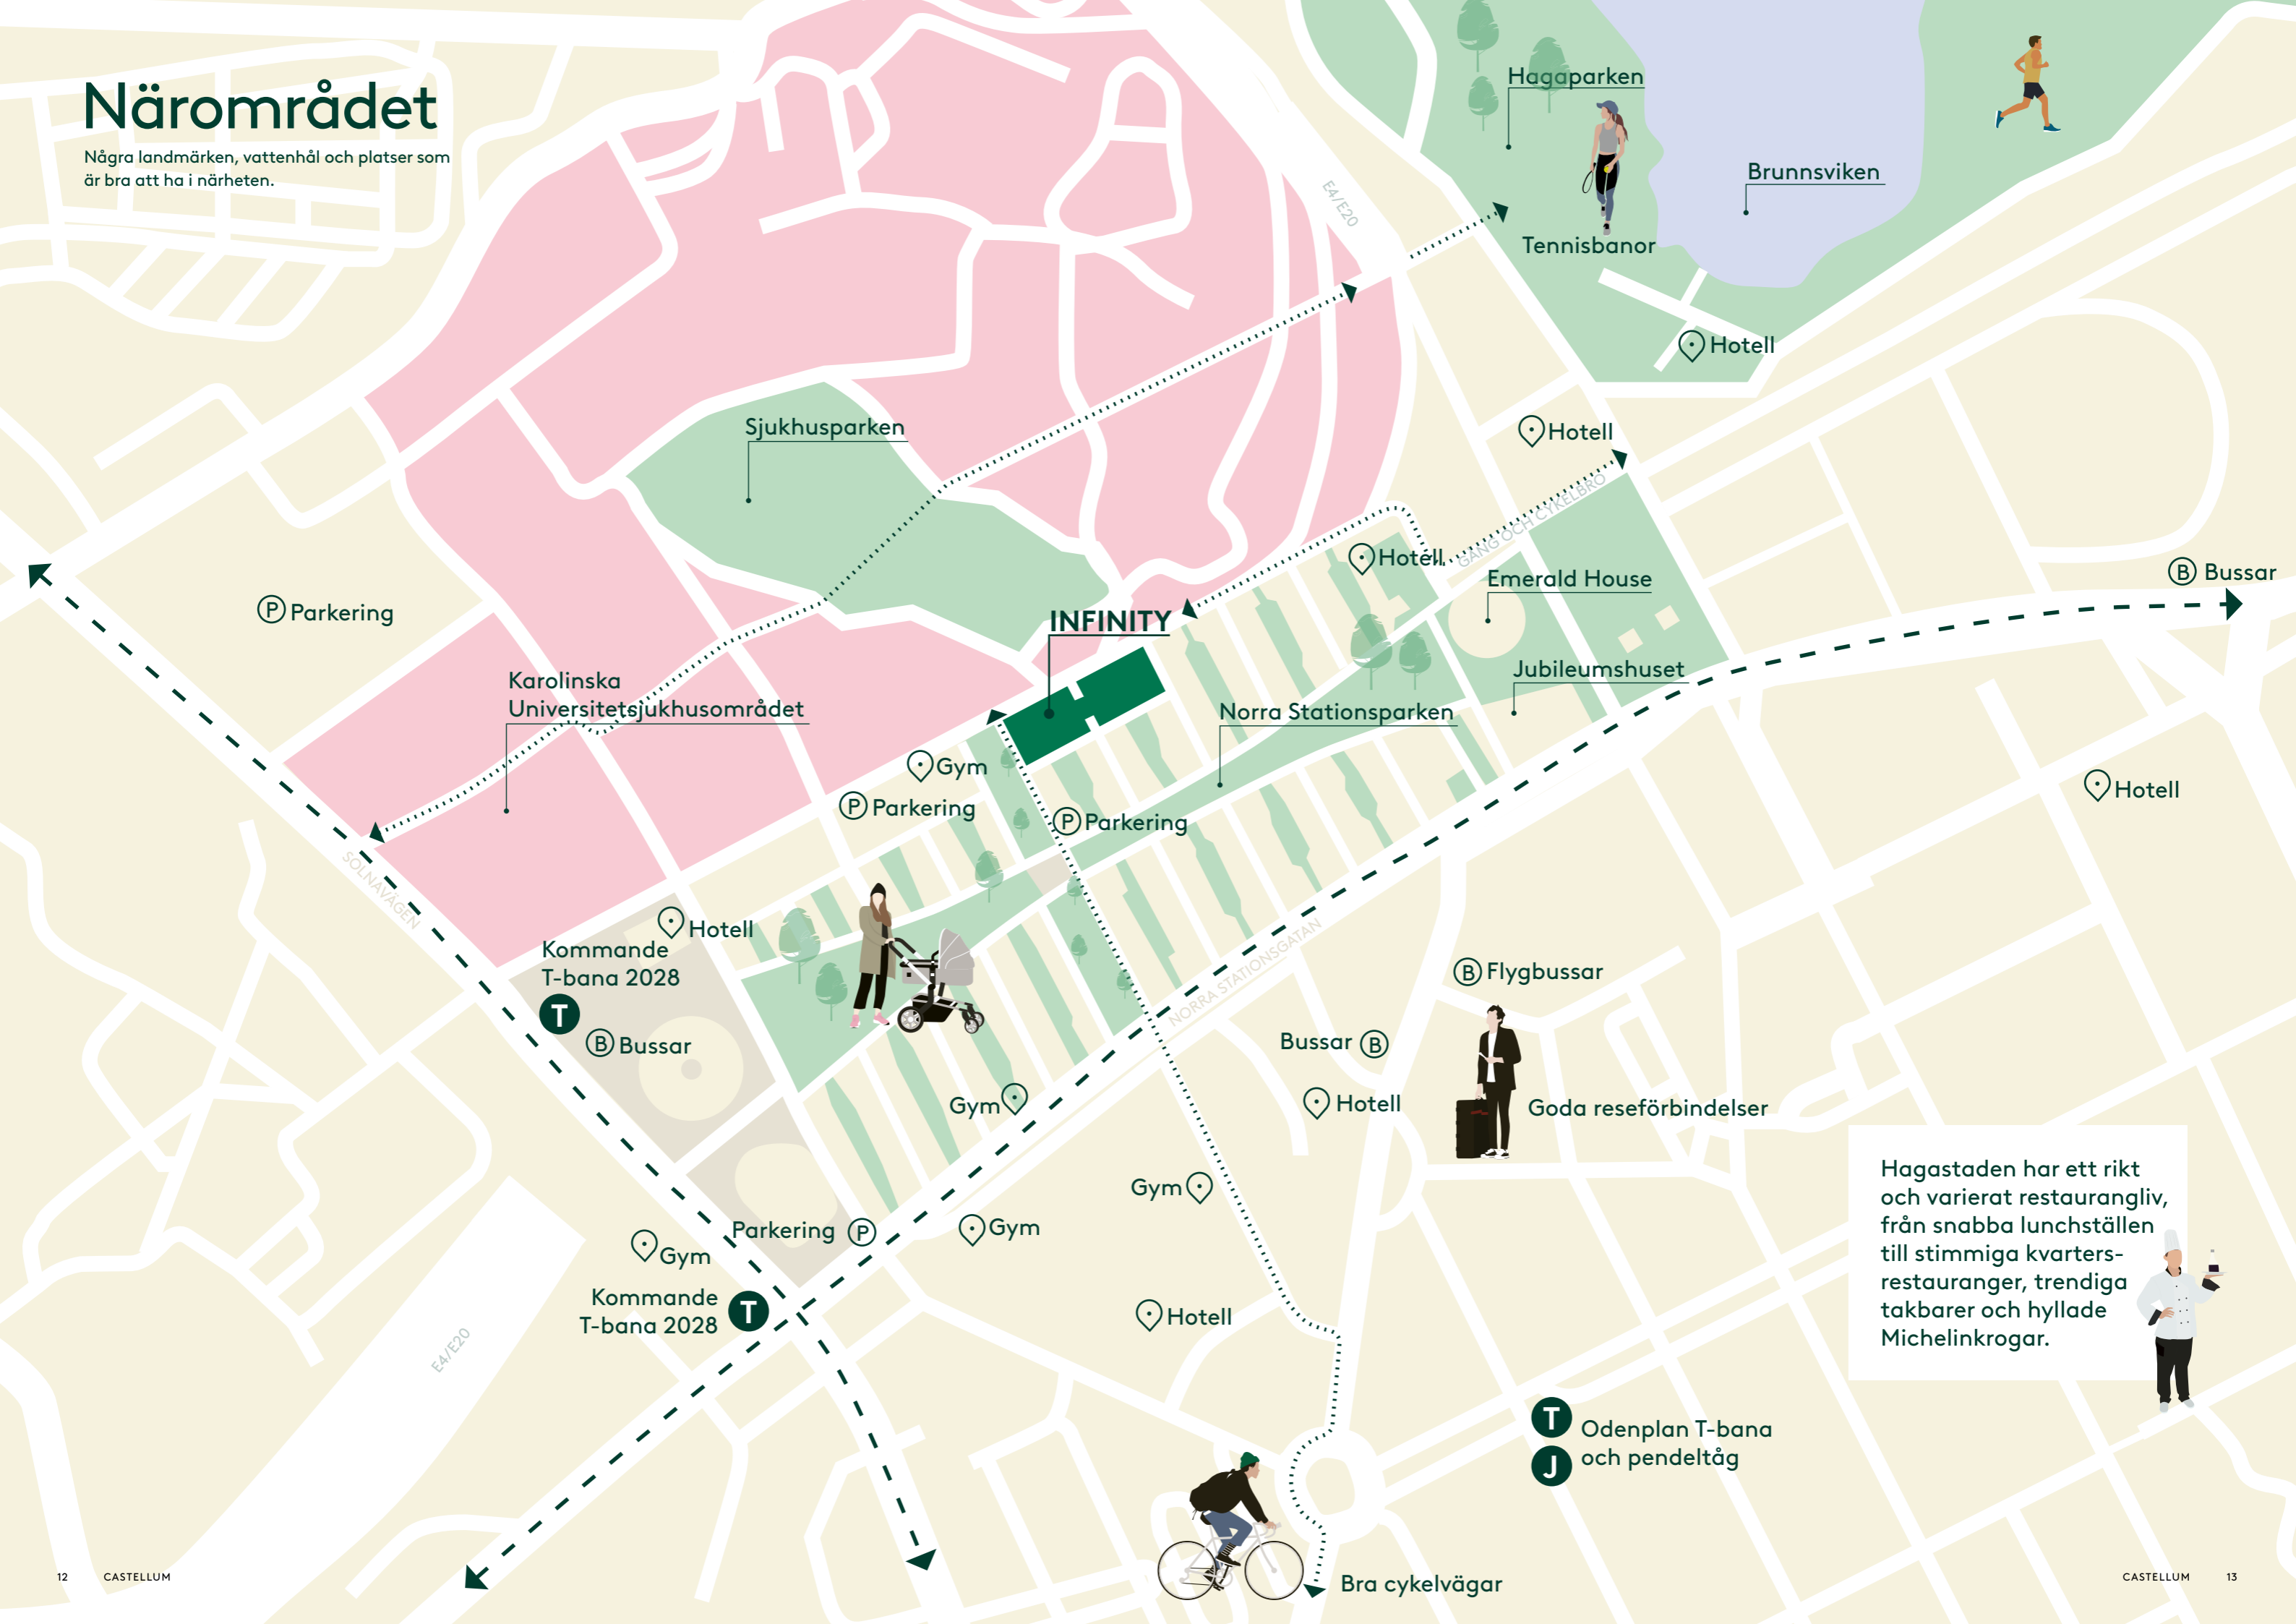 Närområdet
Några landmärken, vattenhål och platser som
är bra att ha i närheten.
Hagaparken
Brunnsviken
E4/E20
Tennisbanor
Hotell
Hotell
Sjukhusparken
GÅNG OCH CYKELBRO
Hotell
Emerald House
B Bussar
P Parkering
INFINITY
Karolinska
Universitetsjukhusområdet
Jubileumshuset
Norra Stationsparken
Gym
P Parkering
P Parkering
Hotell
SOLNAVÄGEN
Hotell
Kommande
T-bana 2028
T
B Bussar
NORRA STATIONSGATAN
B Flygbussar
Bussar B
Gym
Hotell
Goda reseförbindelser
Hagastaden har ett rikt
och varierat restaurangliv,
från snabba lunchställen
till stimmiga kvarters-
restauranger, trendiga
takbarer och hyllade
Michelinkrogar.
Gym
Parkering P
Gym
Gym
Kommande
T-bana 2028
T
Hotell
E4/E20
T
J
Odenplan T-bana
och pendeltåg
Bra cykelvägar
12 CASTELLUM
CASTELLUM 13